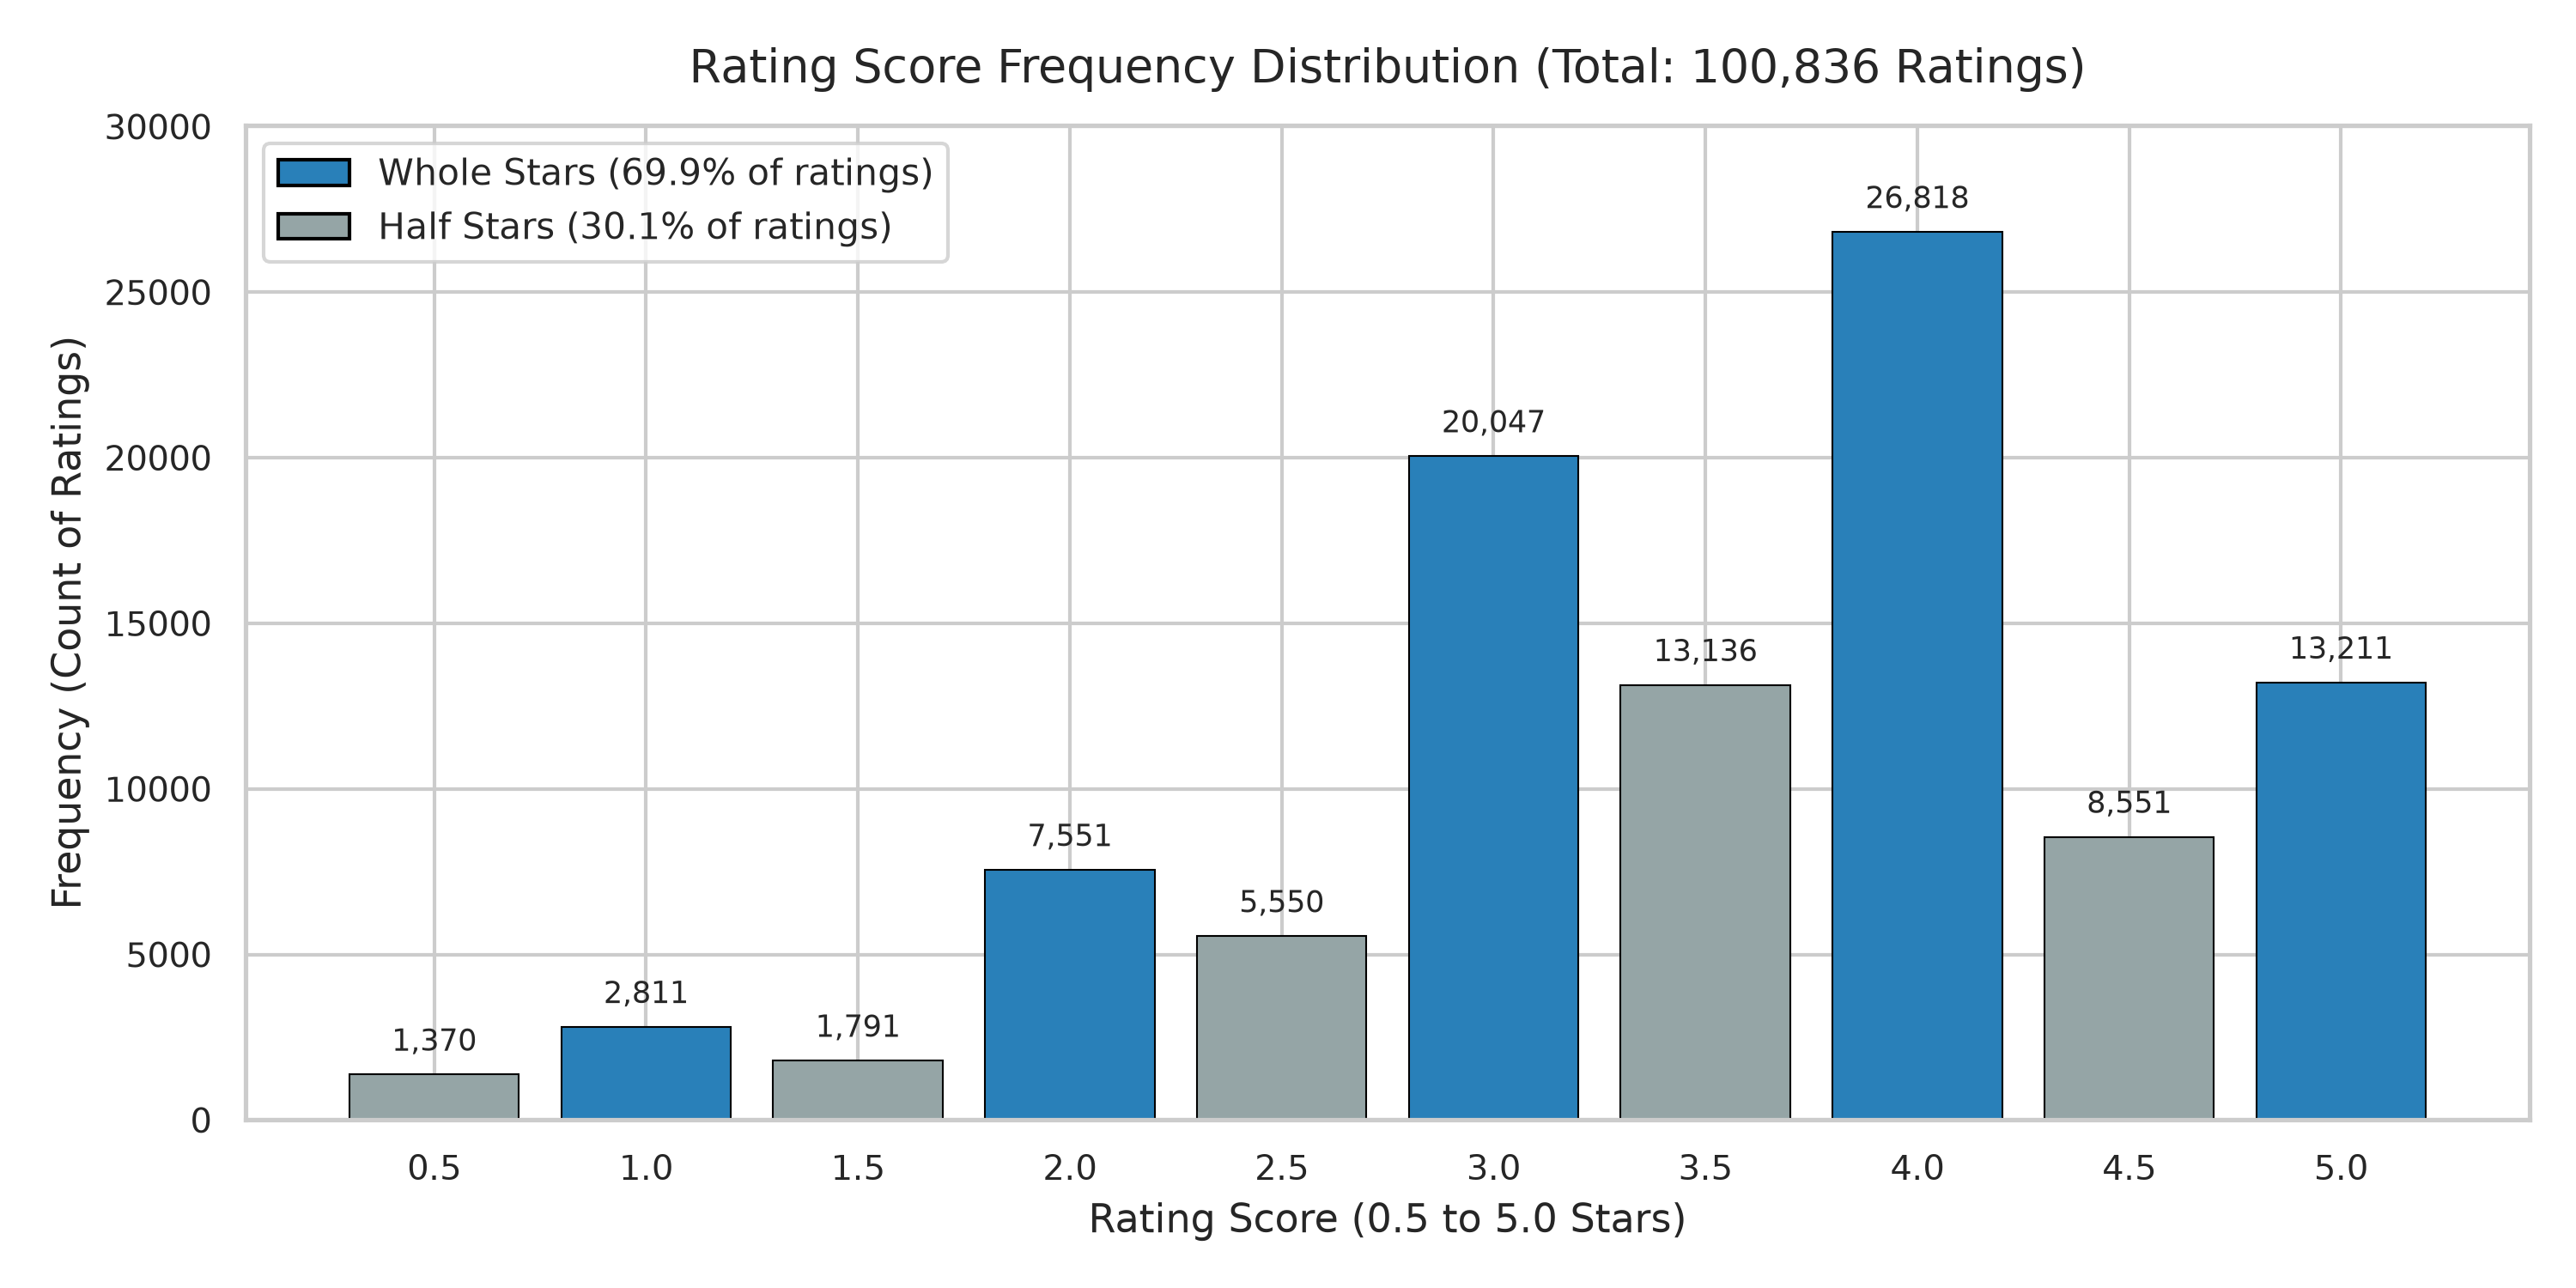 Rating Score Frequency Distribution (Total: 100,836 Ratings)
30000
25000
20000
15000
10000
5000
0
Frequency (Count of Ratings)
Whole Stars (69.9% of ratings)
Half Stars (30.1% of ratings)
1,370
2,811
1,791
7,551
5,550
20,047
13,136
26,818
8,551
13,211
0.5 1.0 1.5 2.0 2.5 3.0 3.5 4.0 4.5 5.0
Rating Score (0.5 to 5.0 Stars)